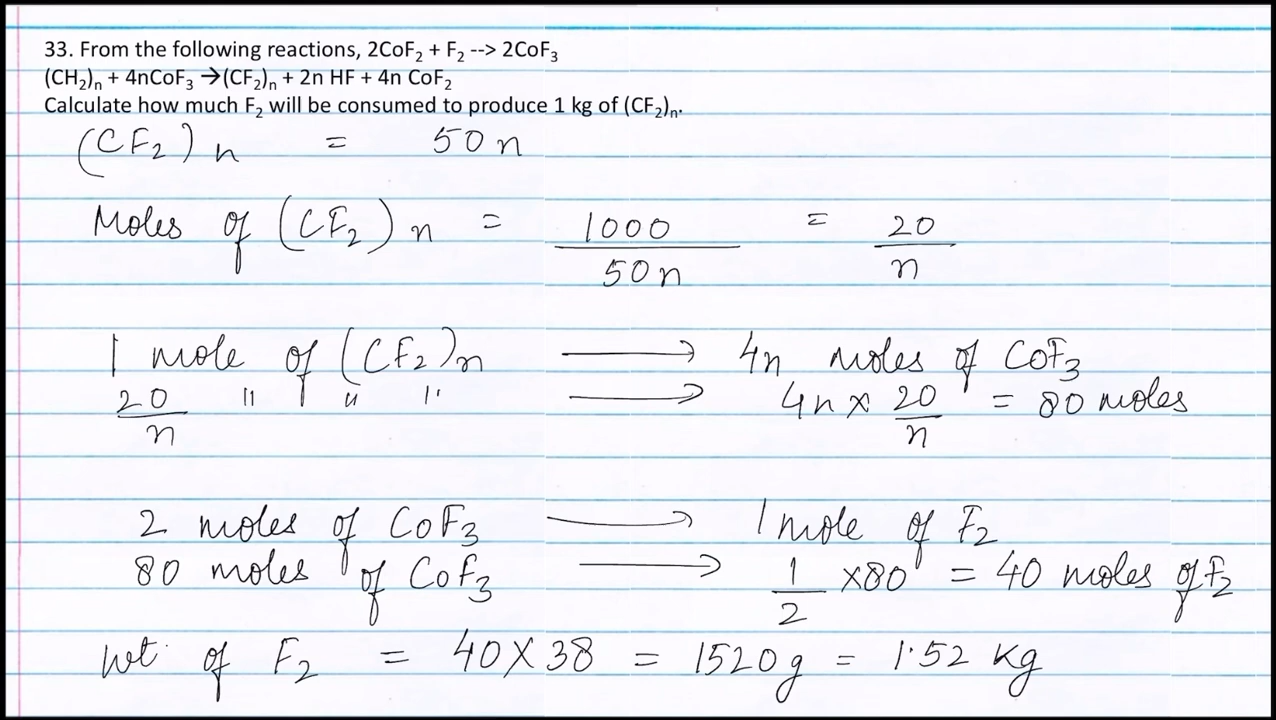 33. From the following reactions, 2CoF₂ + F₂ --> 2CoF₃
(CH₂)ₙ + 4nCoF₃ →(CF₂)ₙ + 2n HF + 4n CoF₂
Calculate how much F₂ will be consumed to produce 1 kg of (CF₂)ₙ.
(CF₂)ₙ = 50n
Moles of (CF₂)ₙ = 1000/50n = 20/n
1 mole of (CF₂)ₙ → 4n moles of CoF₃
20/n " " " → 4n × 20/n = 80 moles
2 moles of CoF₃ → 1 mole of F₂
80 moles of CoF₃ → 1/2 ×80 = 40 moles of F₂
wt. of F₂ = 40×38 = 1520g = 1.52 kg